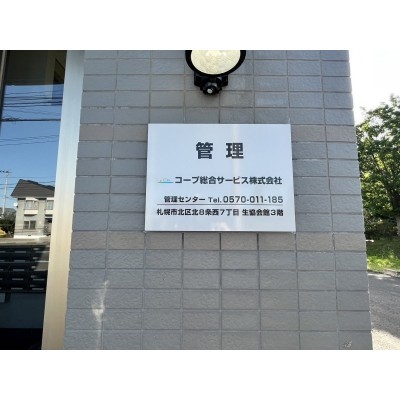 管理
コープ総合サービス株式会社
管理センター Tel.0570-011-185
札幌市北区北8条西7丁目 生協会館3階